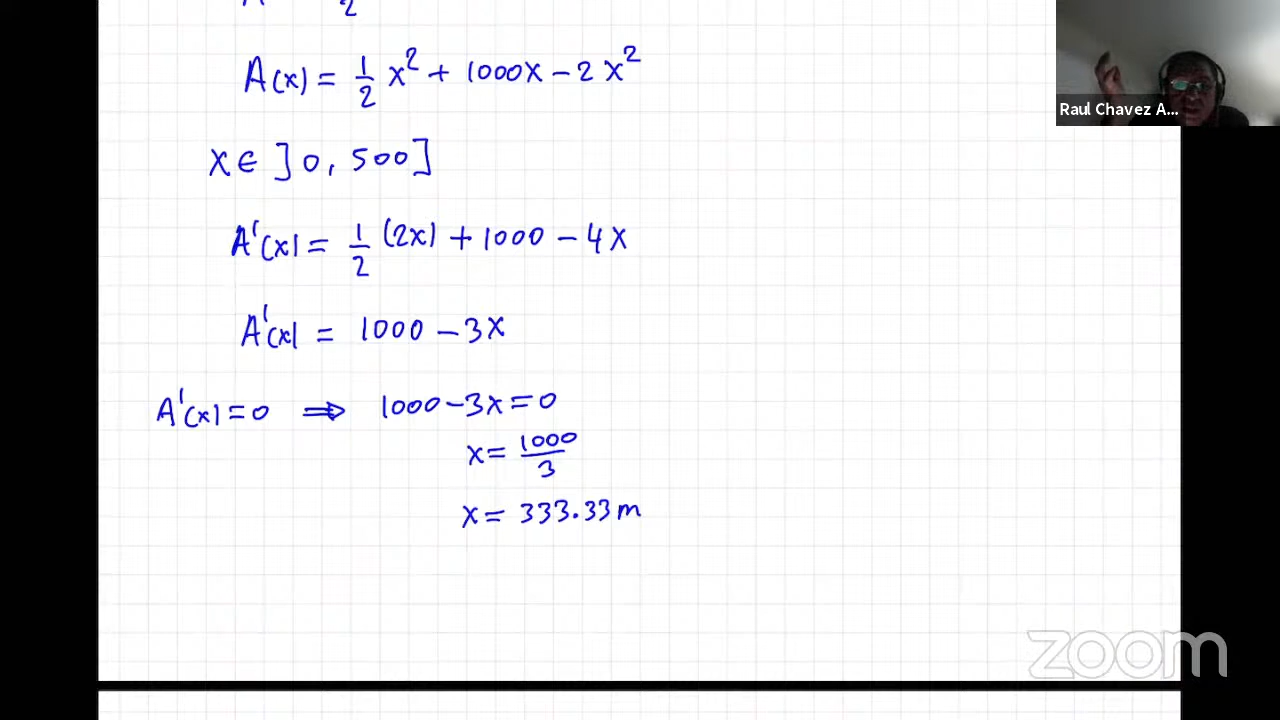 A(x) = 1/2 x² + 1000x - 2x²
Raul Chavez A...
x ∈ ]0, 500]
A'(x) = 1/2 (2x) + 1000 - 4x
A'(x) = 1000 - 3x
A'(x) = 0 ⇒ 1000 - 3x = 0
x = 1000/3
x = 333.33 m
zoom